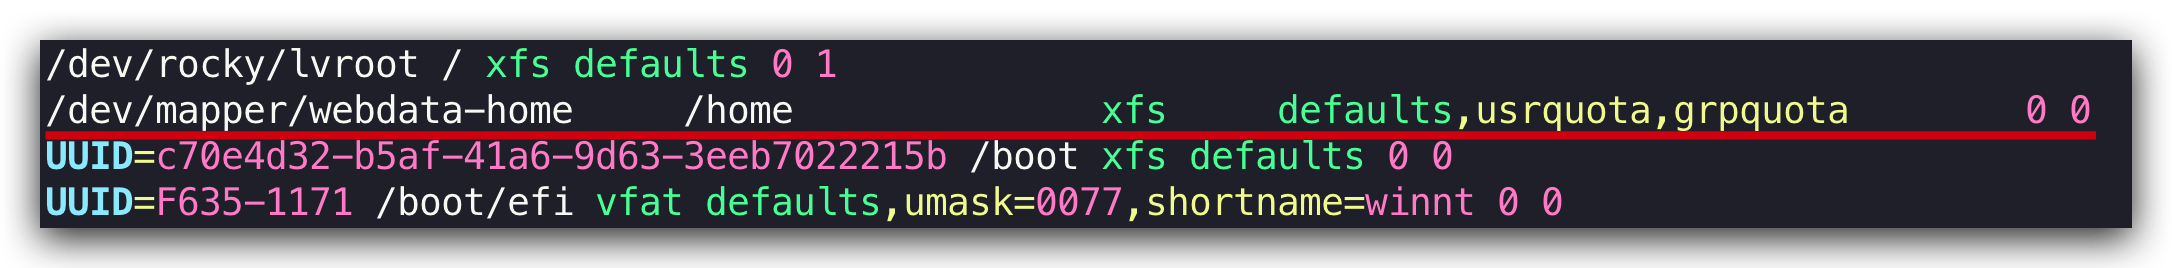 /dev/rocky/lvroot / xfs defaults 0 1
/dev/mapper/webdata-home     /home              xfs     defaults,usrquota,grpquota        0 0
UUID=c70e4d32-b5af-41a6-9d63-3eeb7022215b /boot xfs defaults 0 0
UUID=F635-1171 /boot/efi vfat defaults,umask=0077,shortname=winnt 0 0